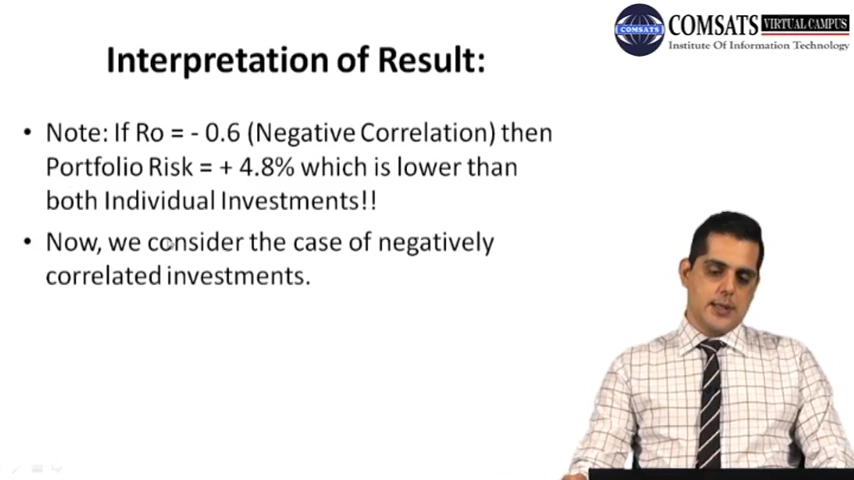 COMSATS VIRTUAL CAMPUS
COMSATS
Institute Of Information Technology
Interpretation of Result:
• Note: If Ro = - 0.6 (Negative Correlation) then
Portfolio Risk = + 4.8% which is lower than
both Individual Investments!!
• Now, we consider the case of negatively
correlated investments.